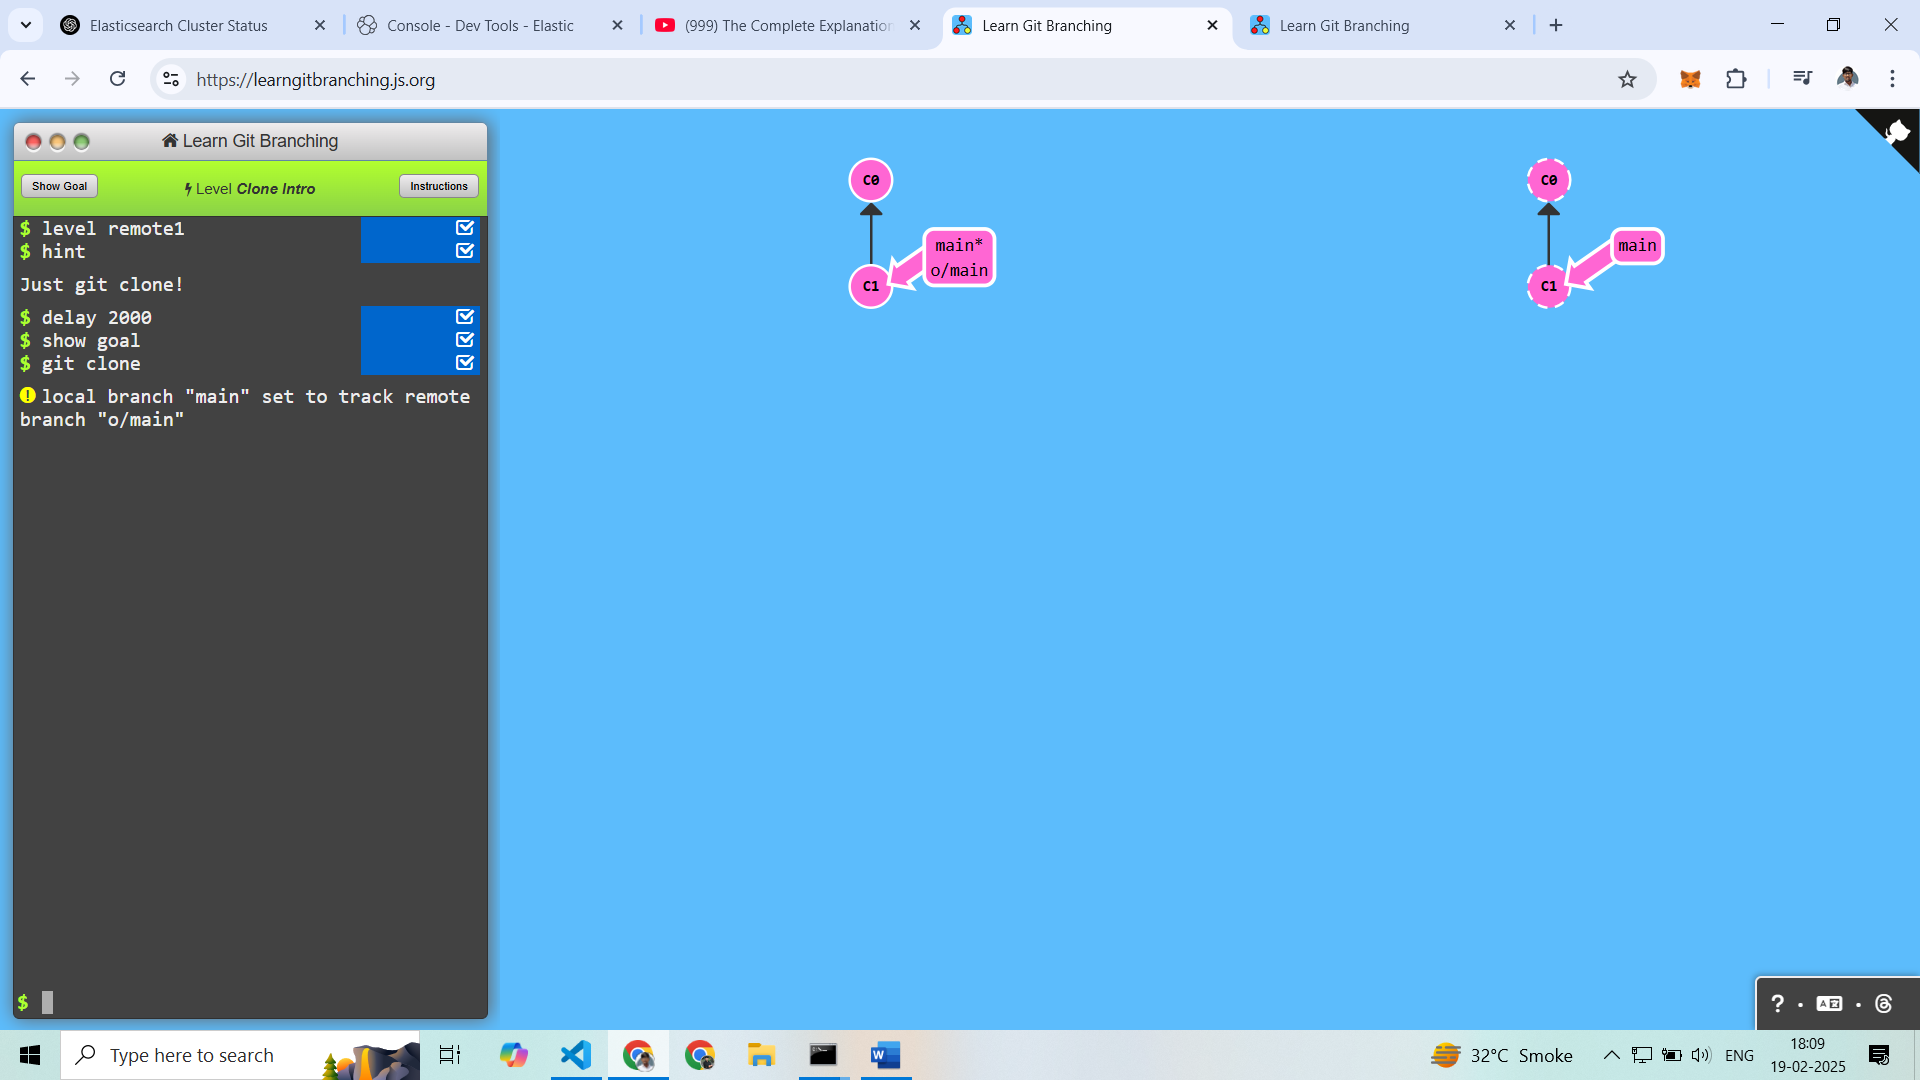 Elasticsearch Cluster Status
Console - Dev Tools - Elastic
(999) The Complete Explanation
Learn Git Branching
Learn Git Branching
https://learngitbranching.js.org
Learn Git Branching
Show Goal
Level Clone Intro
Instructions
$ level remote1
$ hint
Just git clone!
$ delay 2000
$ show goal
$ git clone
local branch "main" set to track remote
branch "o/main"
$
C0
main*
o/main
C1
C0
main
C1
?
Type here to search
32°C Smoke
ENG
18:09
19-02-2025